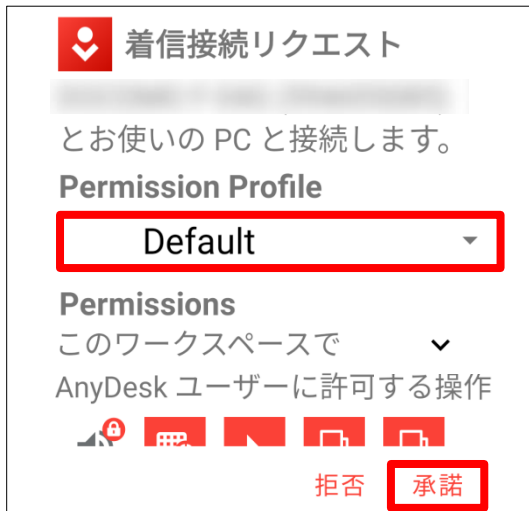 着信接続リクエスト
とお使いの PC と接続します。
Permission Profile
Default
Permissions
このワークスペースで
AnyDesk ユーザーに許可する操作
拒否 承諾